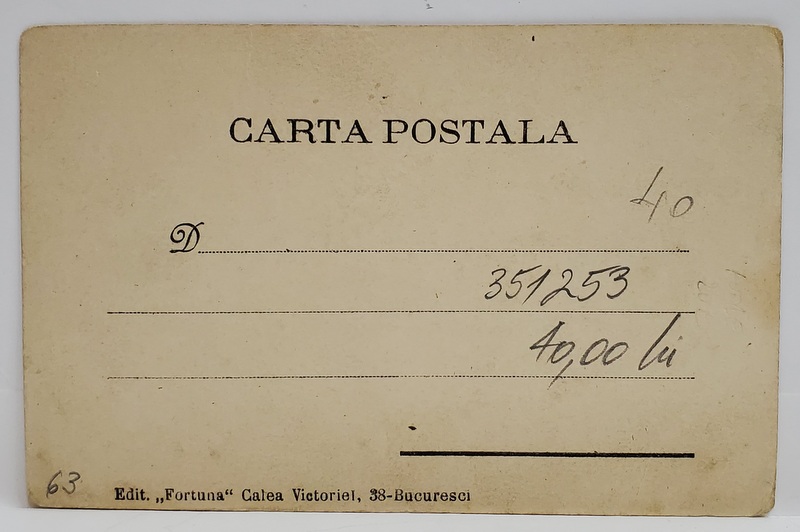 CARTA POSTALA
40
D
351253
40,00 lei
63
Edit. „Fortuna“ Calea Victoriei, 38-Bucuresci